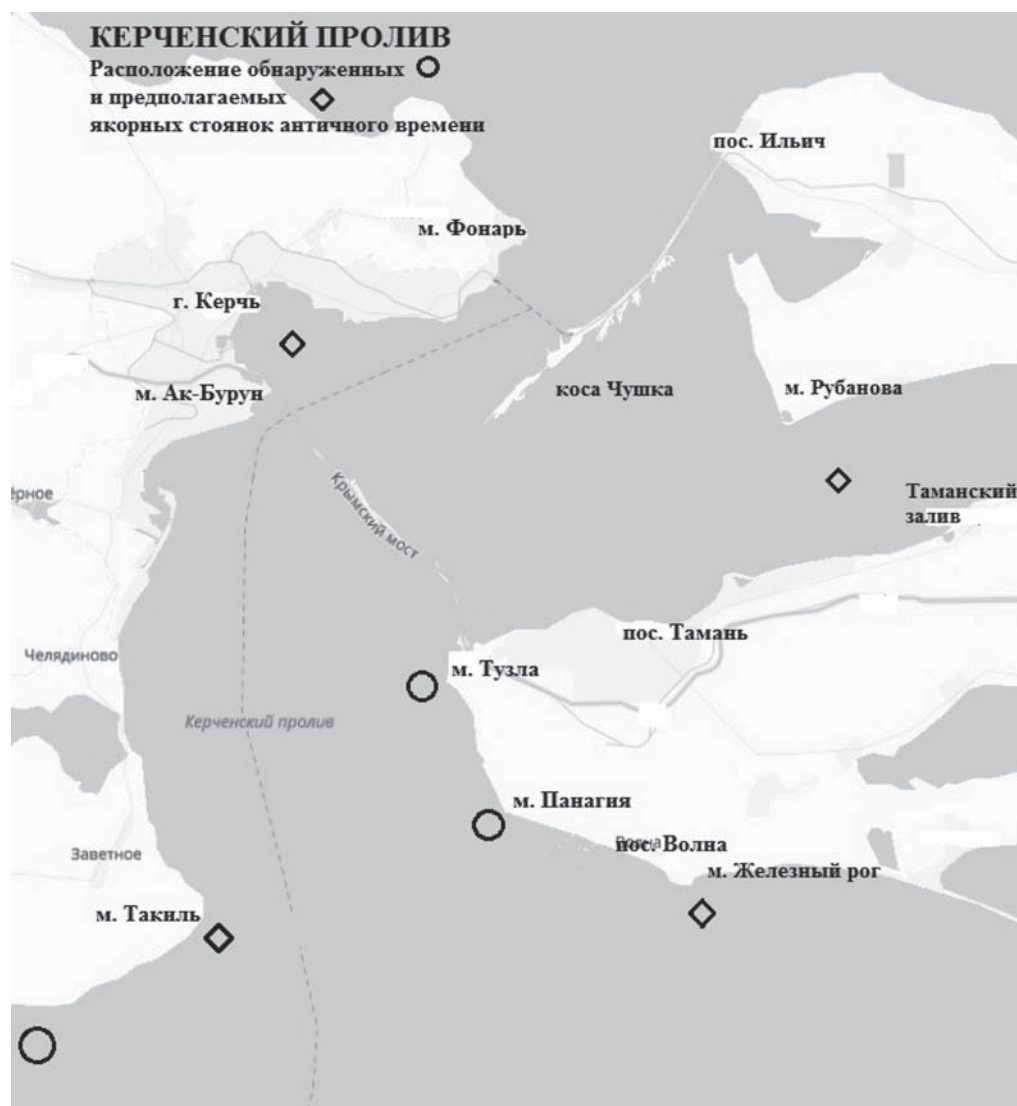 КЕРЧЕНСКИЙ ПРОЛИВ
Расположение обнаруженных
и предполагаемых
якорных стоянок античного времени
пос. Ильич
м. Фонарь
г. Керчь
м. Ак-Бурун
коса Чушка
м. Рубанова
Крымский мост
ёрное
Таманский
залив
пос. Тамань
Челядиново
м. Тузла
Керченский пролив
м. Панагия
пос. Волна
Заветное
м. Железный рог
м. Такиль